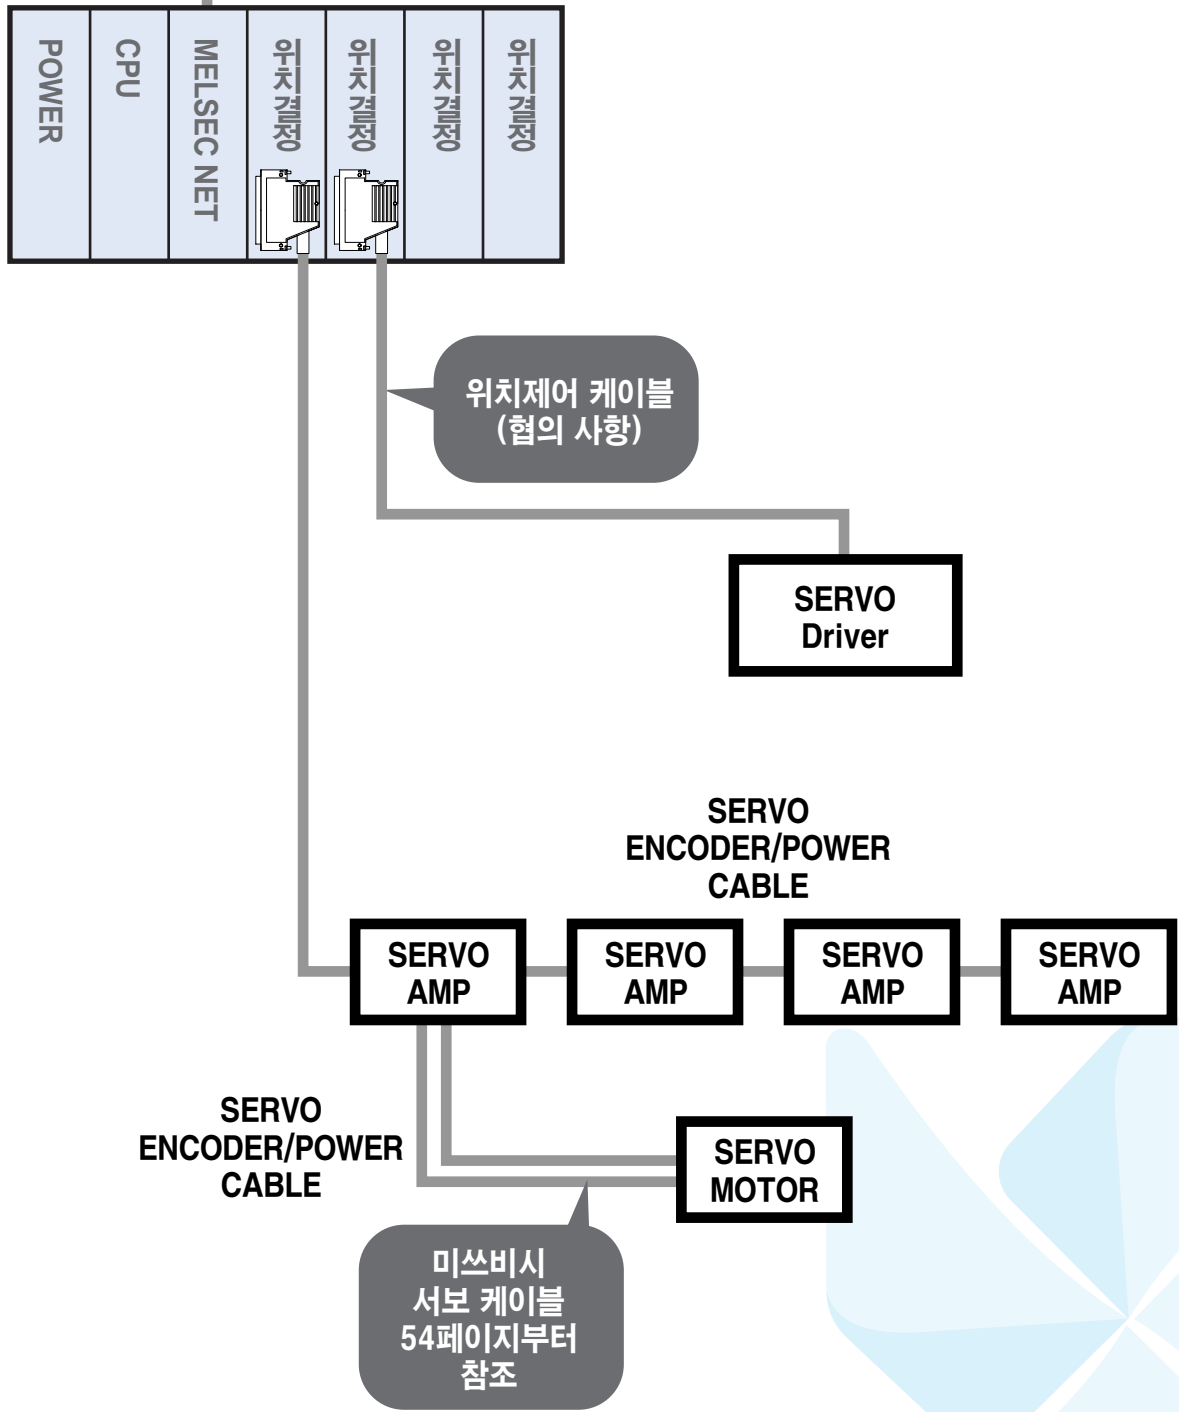 POWER
CPU
MELSEC NET
위치결정
위치결정
위치결정
위치결정
위치제어 케이블
(협의 사항)
SERVO
Driver
SERVO
ENCODER/POWER
CABLE
SERVO
AMP
SERVO
AMP
SERVO
AMP
SERVO
AMP
SERVO
ENCODER/POWER
CABLE
SERVO
MOTOR
미쓰비시
서보 케이블
54페이지부터
참조